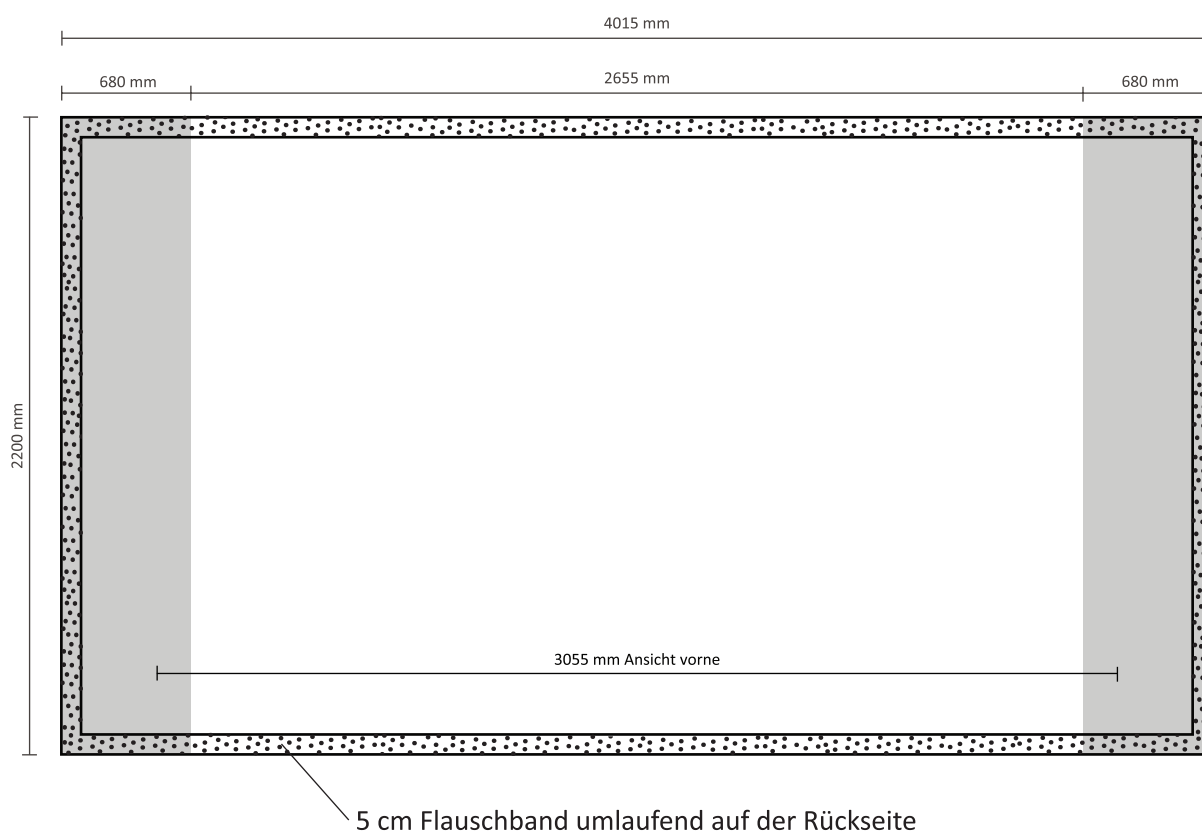 4015 mm
680 mm
2655 mm
680 mm
2200 mm
3055 mm Ansicht vorne
5 cm Flauschband umlaufend auf der Rückseite